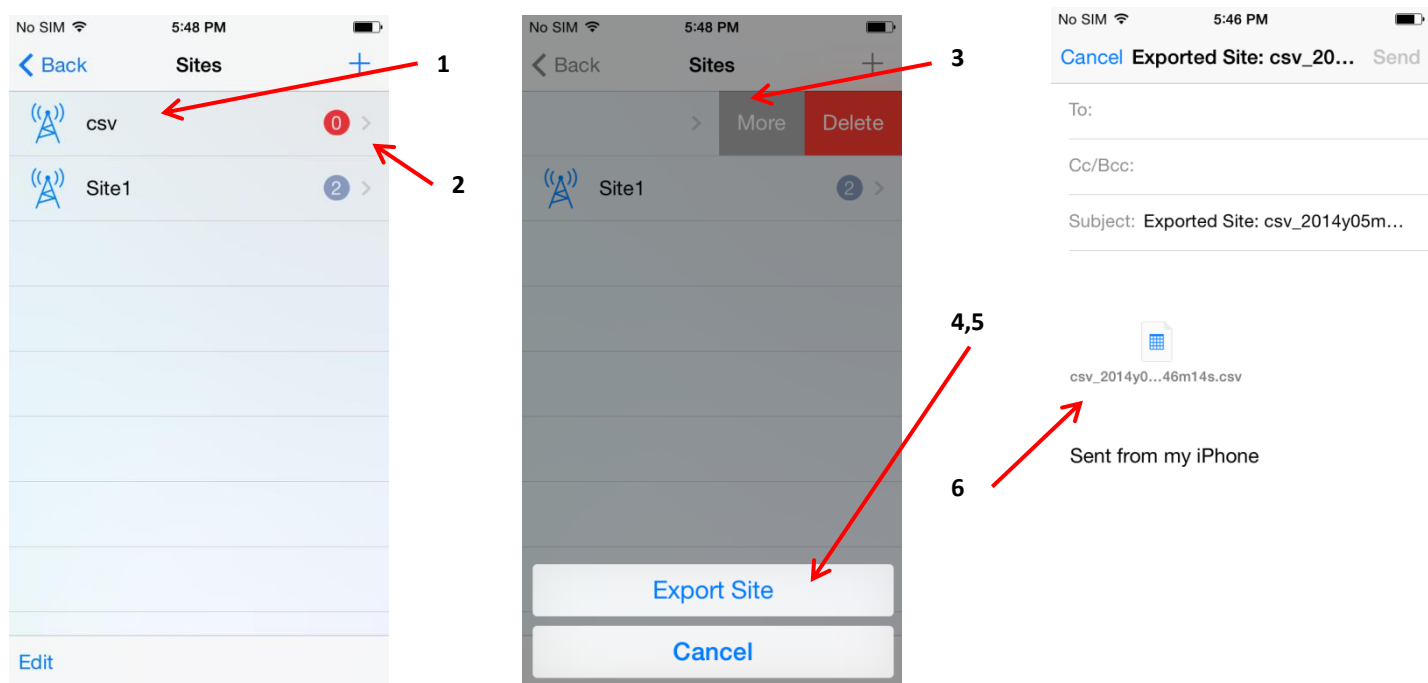 No SIM 5:48 PM
Back Sites +
1
csv 0
2
Site1 2
Edit
No SIM 5:48 PM
Back Sites +
3
More Delete
Site1 2
4,5
Export Site
Cancel
No SIM 5:46 PM
Cancel Exported Site: csv_20... Send
To:
Cc/Bcc:
Subject: Exported Site: csv_2014y05m...
csv_2014y0...46m14s.csv
Sent from my iPhone
6